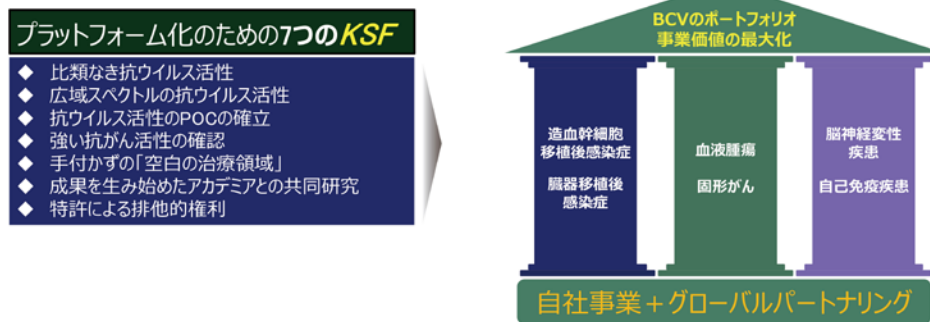 プラットフォーム化のための7つのKSF
◆ 比類なき抗ウイルス活性
◆ 広域スペクトルの抗ウイルス活性
◆ 抗ウイルス活性のPOCの確立
◆ 強い抗がん活性の確認
◆ 手付かずの「空白の治療領域」
◆ 成果を生み始めたアカデミアとの共同研究
◆ 特許による排他的権利
BCVのポートフォリオ
事業価値の最大化
造血幹細胞
移植後感染症
臓器移植後
感染症
血液腫瘍
固形がん
脳神経変性
疾患
自己免疫疾患
自社事業＋グローバルパートナリング